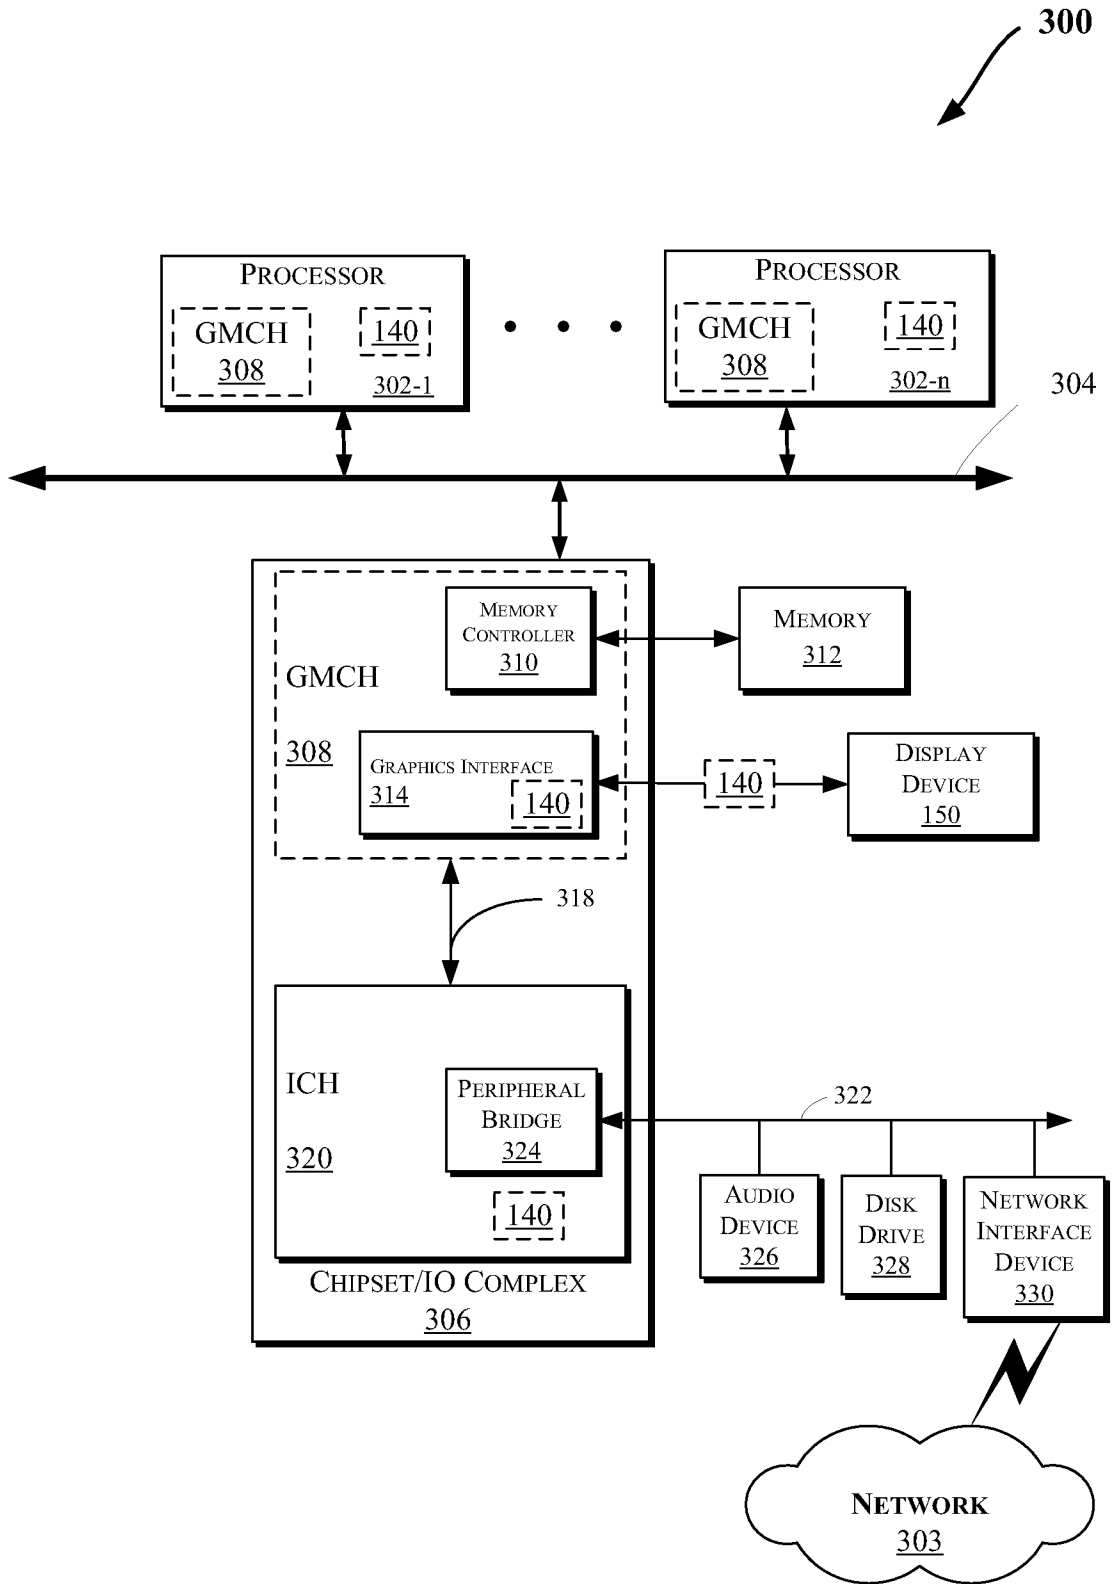 300
PROCESSOR
GMCH
308
140
302-1
PROCESSOR
GMCH
308
140
302-n
304
GMCH
308
MEMORY
CONTROLLER
310
MEMORY
312
GRAPHICS INTERFACE
314
140
140
DISPLAY
DEVICE
150
318
ICH
320
PERIPHERAL
BRIDGE
324
140
322
AUDIO
DEVICE
326
DISK
DRIVE
328
NETWORK
INTERFACE
DEVICE
330
CHIPSET/IO COMPLEX
306
NETWORK
303